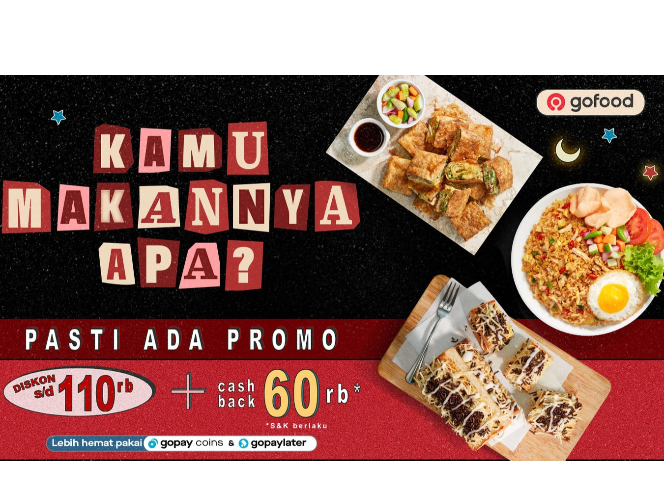 gofood
KAMU
MAKANNYA
APA?
PASTI ADA PROMO
DISKON
s/d 110rb
+ cash back 60rb*
*S&K berlaku
Lebih hemat pakai gopay coins & gopaylater